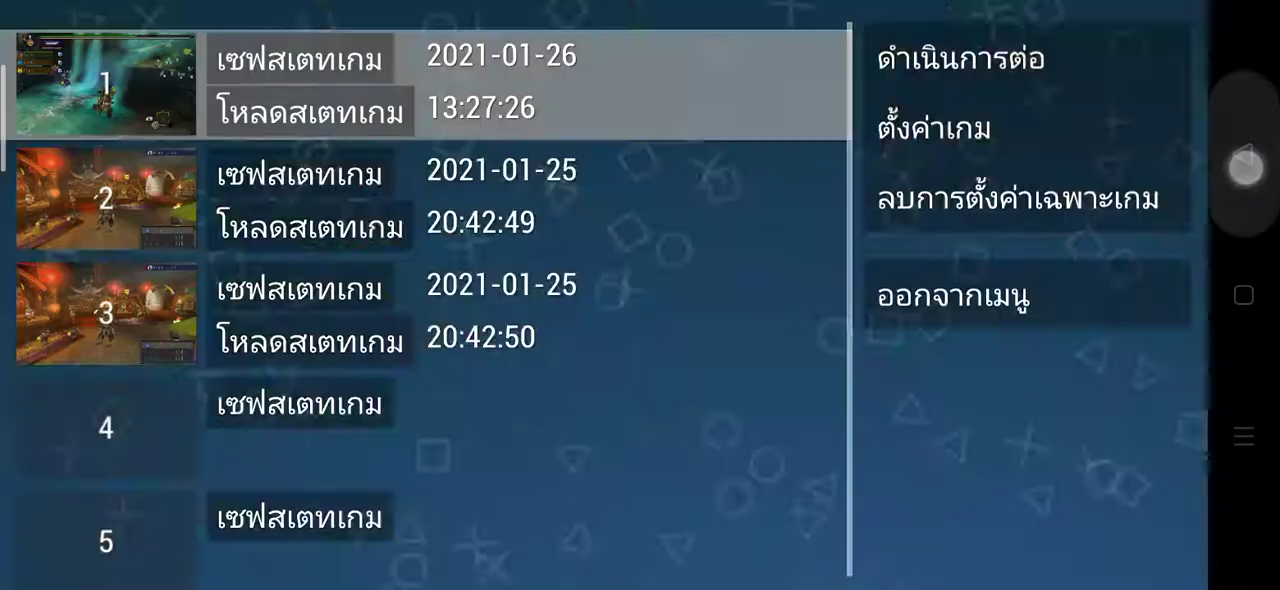 1
เซฟสเตทเกม
2021-01-26
โหลดสเตทเกม
13:27:26
2
เซฟสเตทเกม
2021-01-25
โหลดสเตทเกม
20:42:49
3
เซฟสเตทเกม
2021-01-25
โหลดสเตทเกม
20:42:50
4
เซฟสเตทเกม
5
เซฟสเตทเกม
ดำเนินการต่อ
ตั้งค่าเกม
ลบการตั้งค่าเฉพาะเกม
ออกจากเมนู